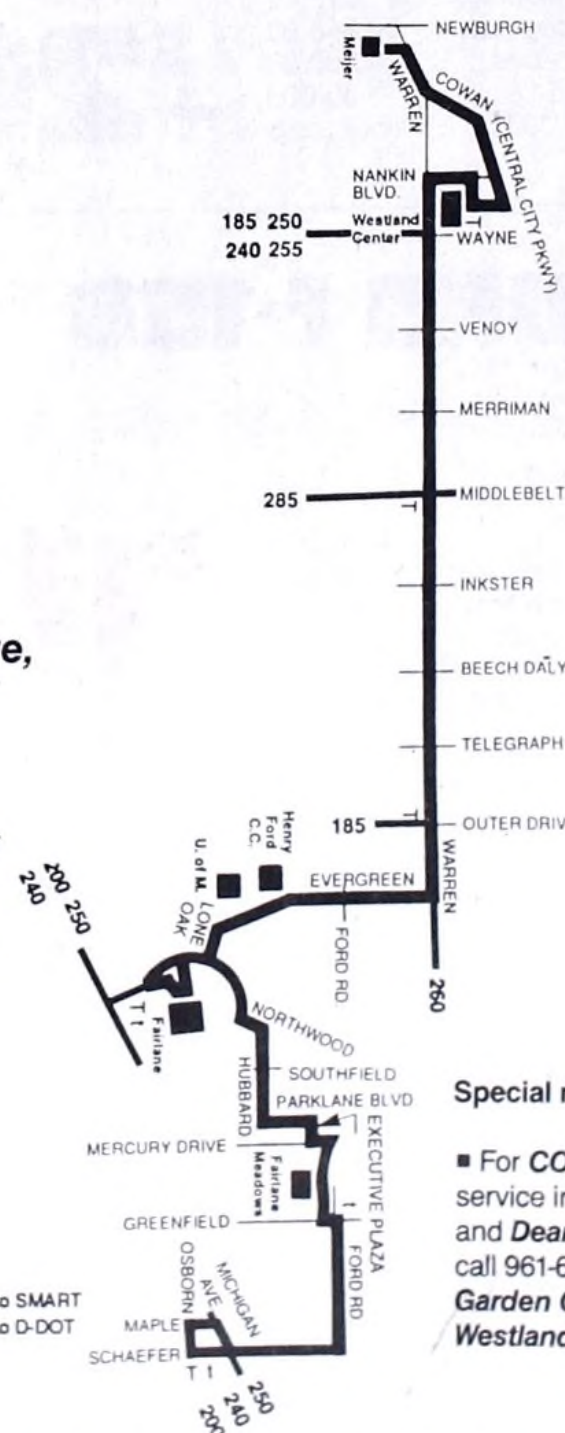 NEWBURGH
Meijer
WARREN
COWAN (CENTRAL CITY PKWY)
NANKIN
BLVD.
185 250
240 255
Westland
Center
T
WAYNE
VENOY
MERRIMAN
285
MIDDLEBELT
T
INKSTER
BEECH DALY
TELEGRAPH
T
185
OUTER DRIV
WARREN
Henry
Ford
C.C.
U. of M.
EVERGREEN
LONE
OAK
FORD RD.
260
200 250
240
T t
Fairlane
NORTHWOOD
SOUTHFIELD
HUBBARD
PARKLANE BLVD.
MERCURY DRIVE
EXECUTIVE PLAZA
Fairlane
Meadows
t
GREENFIELD
FORD RD
OSBORN
MICHIGAN
AVE
o SMART
o D-DOT
MAPLE
SCHAEFER
T t
250
240
200
e,
Special
■ For CO
service in
and Dear
call 961-6
Garden C
Westland